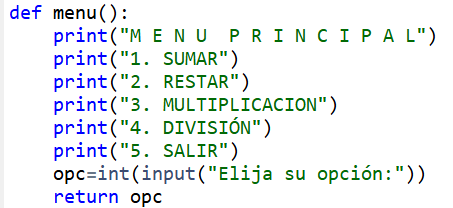 def menu():
    print("M E N U  P R I N C I P A L")
    print("1. SUMAR")
    print("2. RESTAR")
    print("3. MULTIPLICACION")
    print("4. DIVISIÓN")
    print("5. SALIR")
    opc=int(input("Elija su opción:"))
    return opc